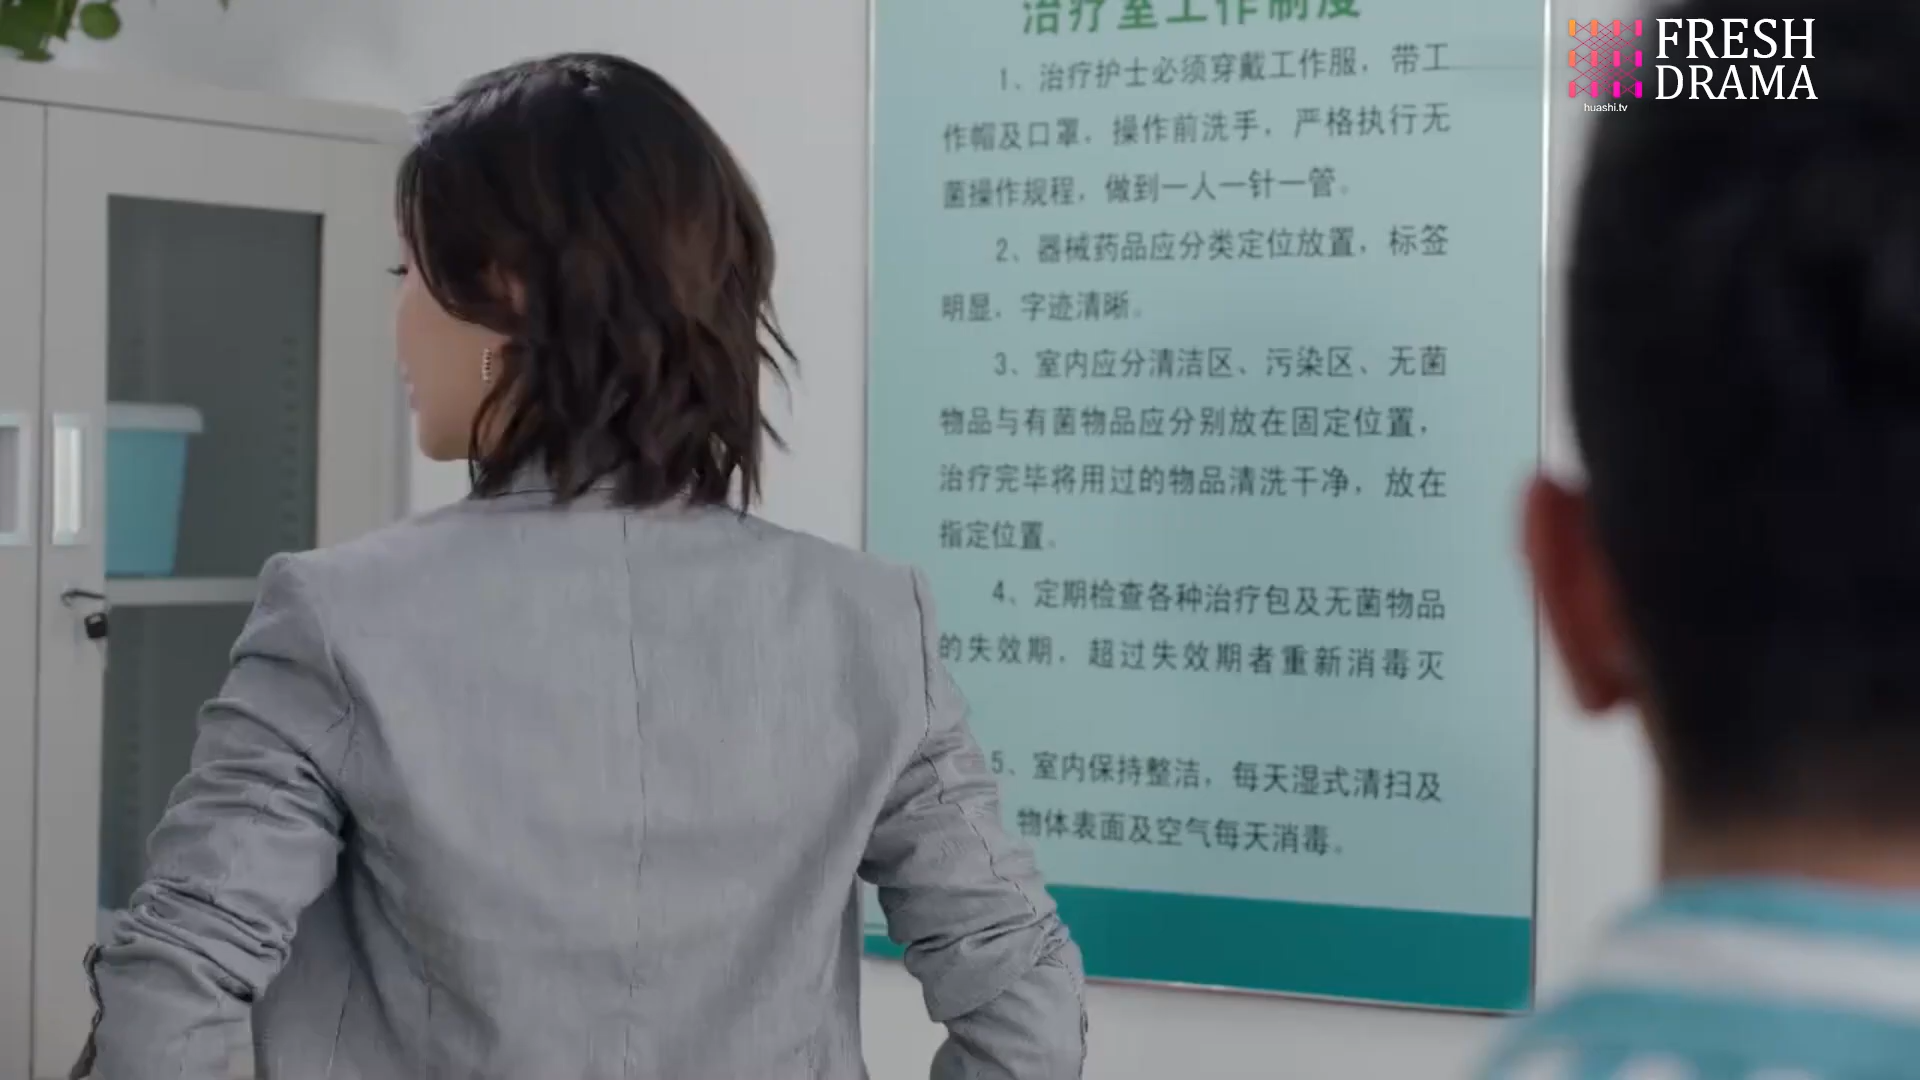 治疗室工作制度
1、治疗护士必须穿戴工作服，带工
作帽及口罩，操作前洗手，严格执行无
菌操作规程，做到一人一针一管。
2、器械药品应分类定位放置，标签
明显，字迹清晰。
3、室内应分清洁区、污染区、无菌
物品与有菌物品应分别放在固定位置，
治疗完毕将用过的物品清洗干净，放在
指定位置。
4、定期检查各种治疗包及无菌物品
的失效期，超过失效期者重新消毒灭
5、室内保持整洁，每天湿式清扫及
物体表面及空气每天消毒。
FRESH
DRAMA
huashi.tv